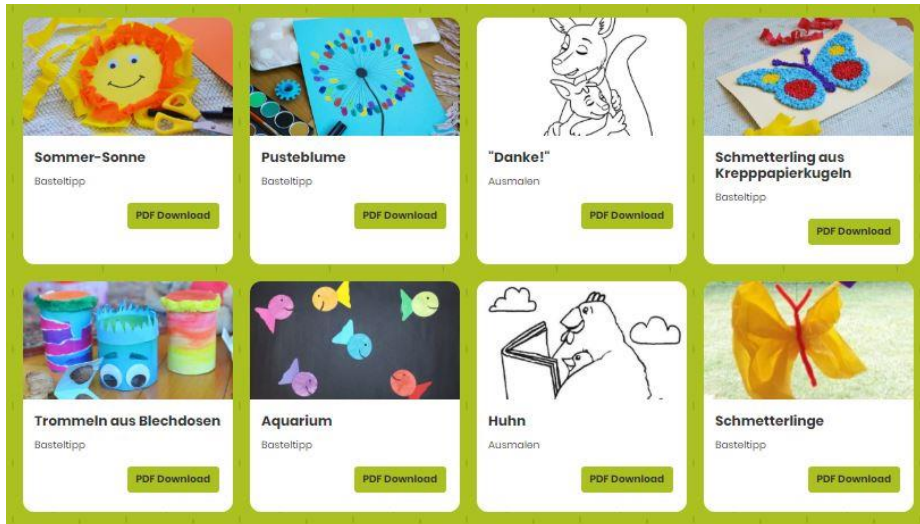 Sommer-Sonne
Basteltipp
PDF Download
Pusteblume
Basteltipp
PDF Download
"Danke!"
Ausmalen
PDF Download
Schmetterling aus
Krepppapierkugeln
Basteltipp
PDF Download
Trommeln aus Blechdosen
Basteltipp
PDF Download
Aquarium
Basteltipp
PDF Download
Huhn
Ausmalen
PDF Download
Schmetterlinge
Basteltipp
PDF Download